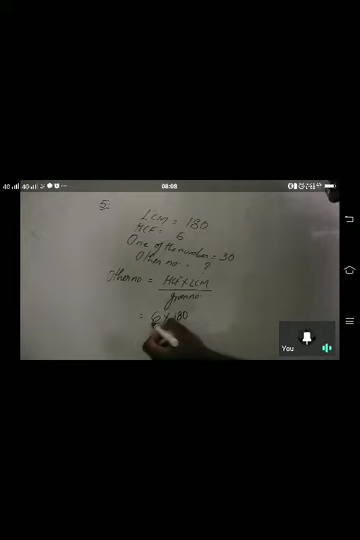 08:08
5.
LCM = 180
HCF = 6
One of the number = 30
Other no. = ?
Other no = HCF x LCM
given no.
= 6 x 180
You